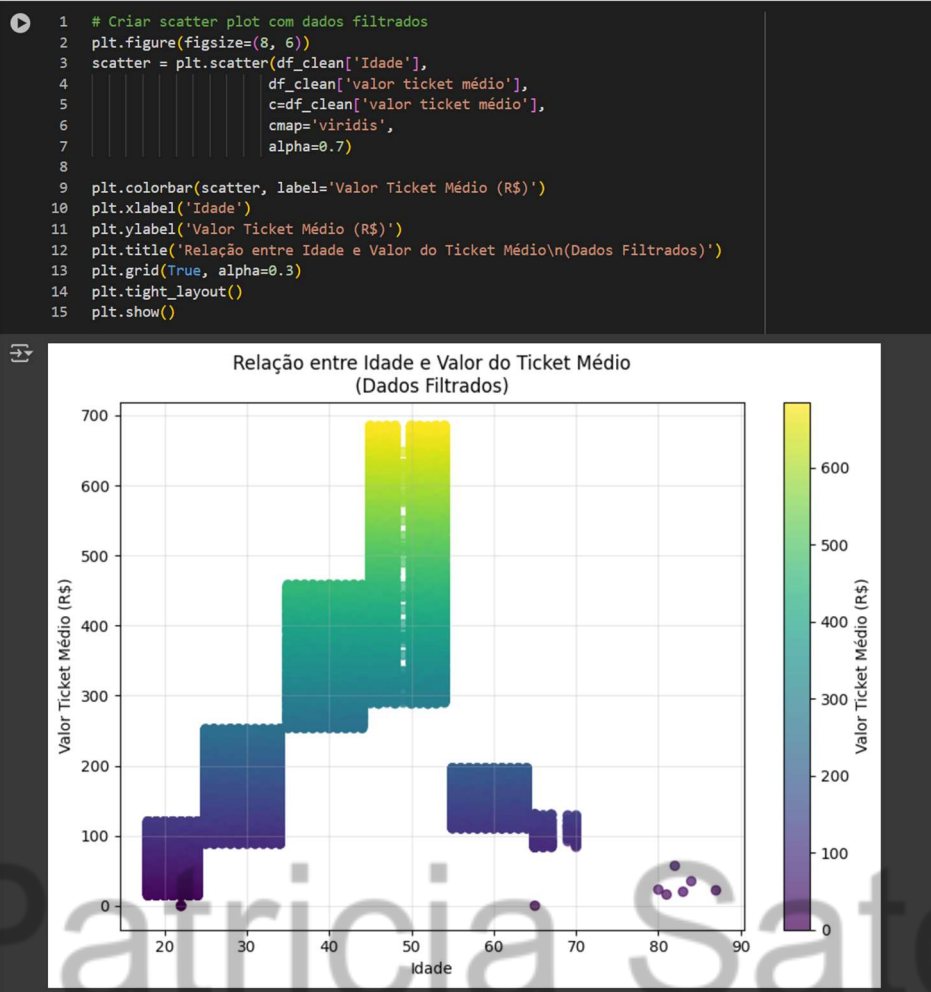 1 # Criar scatter plot com dados filtrados
2 plt.figure(figsize=(8, 6))
3 scatter = plt.scatter(df_clean['Idade'],
4 df_clean['valor ticket médio'],
5 c=df_clean['valor ticket médio'],
6 cmap='viridis',
7 alpha=0.7)
8
9 plt.colorbar(scatter, label='Valor Ticket Médio (R$)')
10 plt.xlabel('Idade')
11 plt.ylabel('Valor Ticket Médio (R$)')
12 plt.title('Relação entre Idade e Valor do Ticket Médio\n(Dados Filtrados)')
13 plt.grid(True, alpha=0.3)
14 plt.tight_layout()
15 plt.show()
Relação entre Idade e Valor do Ticket Médio
(Dados Filtrados)
Valor Ticket Médio (R$)
700
600
500
400
300
200
100
0
20 30 40 50 60 70 80 90
Idade
600
500
400
300
200
100
0
Valor Ticket Médio (R$)
Patricia